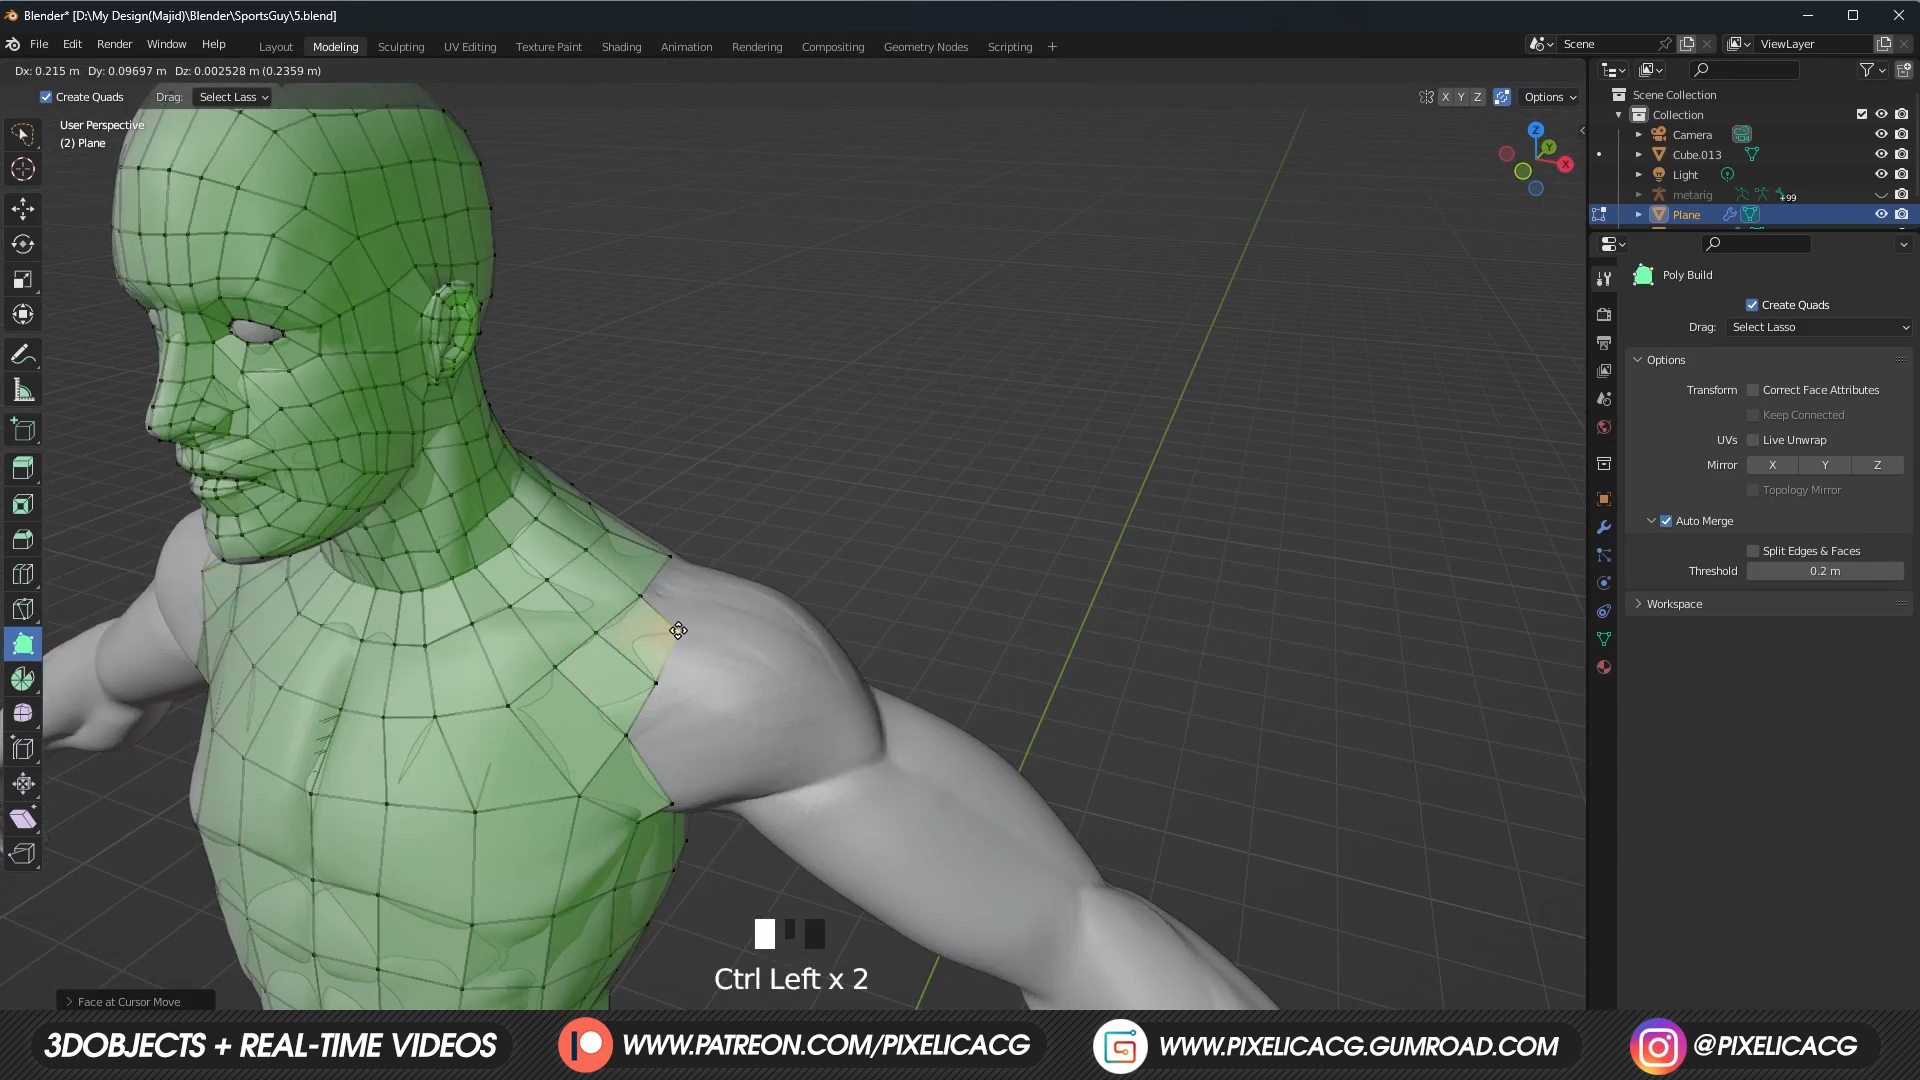 Blender* [D:\My Design(Majid)\Blender\SportsGuy\5.blend]
File Edit Render Window Help Layout Modeling Sculpting UV Editing Texture Paint Shading Animation Rendering Compositing Geometry Nodes Scripting + Scene ViewLayer
Dx: 0.215 m Dy: 0.09697 m Dz: 0.002528 m (0.2359 m)
Create Quads Drag: Select Lass X Y Z Options
User Perspective
(2) Plane
Z
Y
X
Scene Collection
Collection
Camera
Cube.013
Light
metarig +99
Plane
Poly Build
Create Quads
Drag: Select Lasso
Options
Transform Correct Face Attributes
Keep Connected
UVs Live Unwrap
Mirror X Y Z
Topology Mirror
Auto Merge
Split Edges & Faces
Threshold 0.2 m
Workspace
Ctrl Left x 2
Face at Cursor Move
3DOBJECTS + REAL-TIME VIDEOS WWW.PATREON.COM/PIXELICACG WWW.PIXELICACG.GUMROAD.COM @PIXELICACG